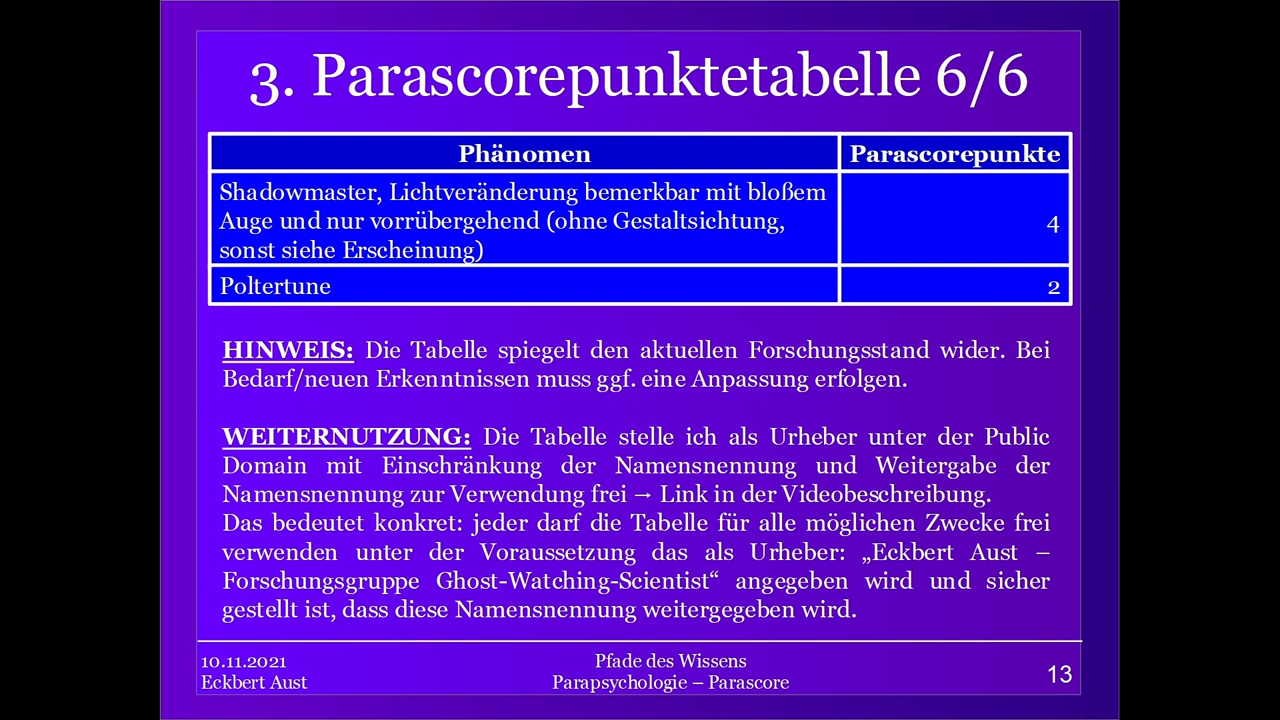 3. Parascorepunktetabelle 6/6
Phänomen Parascorepunkte
Shadowmaster, Lichtveränderung bemerkbar mit bloßem
Auge und nur vorrübergehend (ohne Gestaltsichtung,
sonst siehe Erscheinung)
4
Poltertune 2
HINWEIS: Die Tabelle spiegelt den aktuellen Forschungsstand wider. Bei
Bedarf/neuen Erkenntnissen muss ggf. eine Anpassung erfolgen.
WEITERNUTZUNG: Die Tabelle stelle ich als Urheber unter der Public
Domain mit Einschränkung der Namensnennung und Weitergabe der
Namensnennung zur Verwendung frei → Link in der Videobeschreibung.
Das bedeutet konkret: jeder darf die Tabelle für alle möglichen Zwecke frei
verwenden unter der Voraussetzung das als Urheber: „Eckbert Aust –
Forschungsgruppe Ghost-Watching-Scientist“ angegeben wird und sicher
gestellt ist, dass diese Namensnennung weitergegeben wird.
10.11.2021
Eckbert Aust
Pfade des Wissens
Parapsychologie – Parascore
13